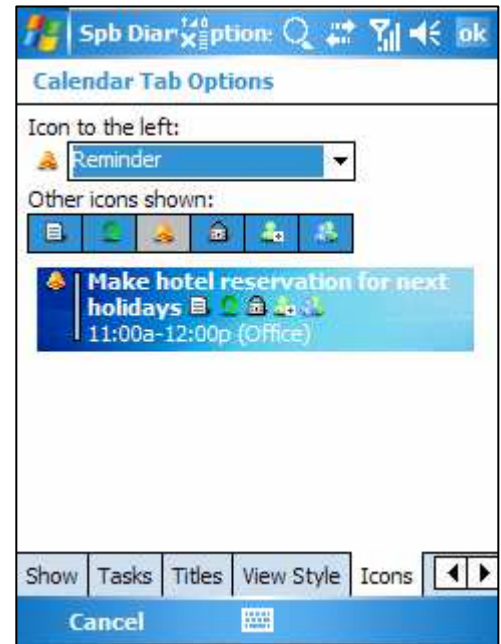 Spb Diar ption:
ok
Calendar Tab Options
Icon to the left:
Reminder
Other icons shown:
Make hotel reservation for next
holidays
11:00a-12:00p (Office)
Show Tasks Titles View Style Icons
Cancel